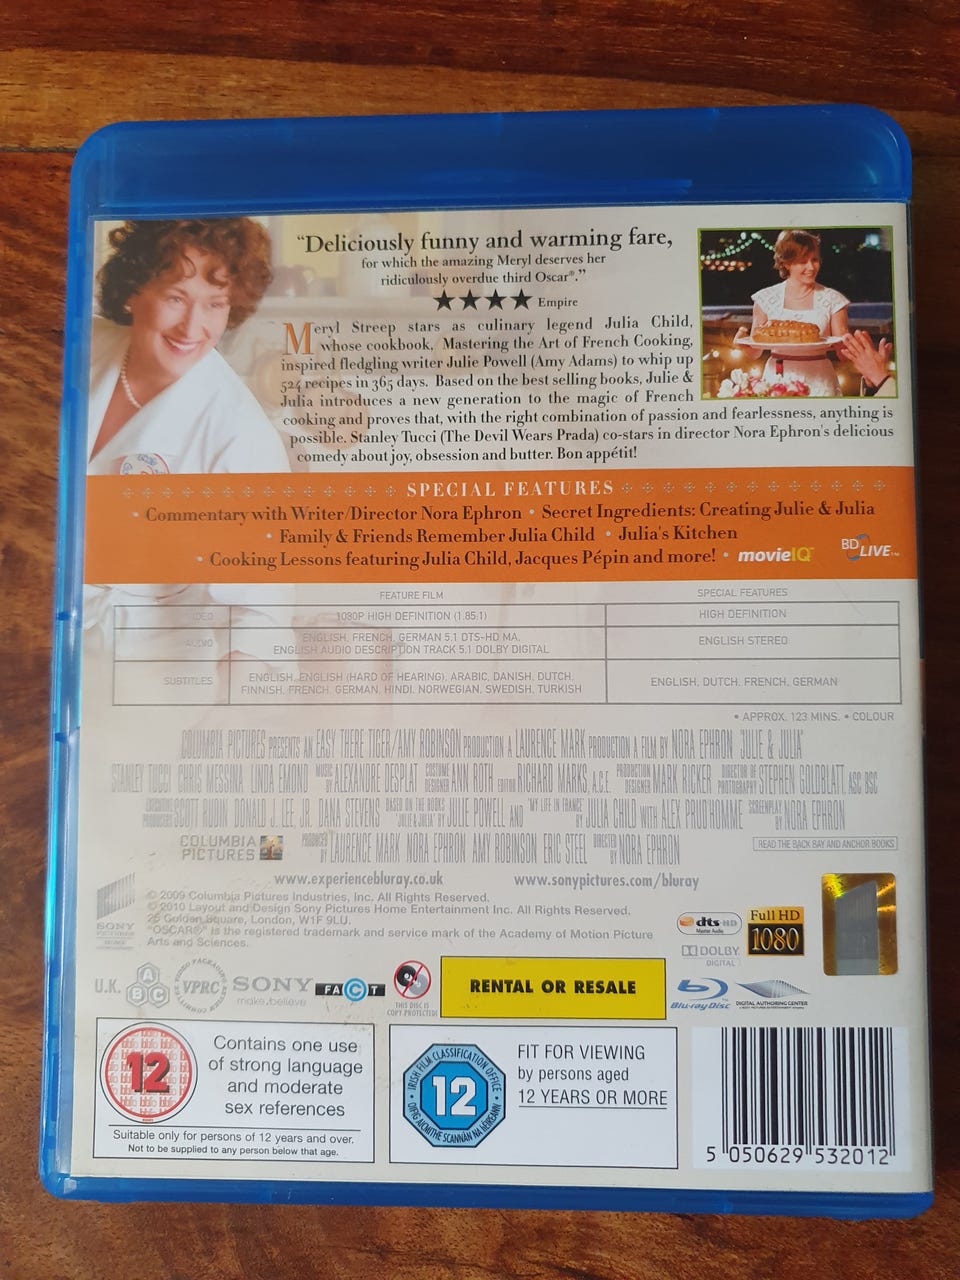 “Deliciously funny and warming fare,
for which the amazing Meryl deserves her
ridiculously overdue third Oscar®.”
★★★★ Empire
Meryl Streep stars as culinary legend Julia Child,
whose cookbook, Mastering the Art of French Cooking,
inspired fledgling writer Julie Powell (Amy Adams) to whip up
524 recipes in 365 days. Based on the best selling books, Julie &
Julia introduces a new generation to the magic of French
cooking and proves that, with the right combination of passion and fearlessness, anything is
possible. Stanley Tucci (The Devil Wears Prada) co-stars in director Nora Ephron's delicious
comedy about joy, obsession and butter. Bon appétit!
SPECIAL FEATURES
• Commentary with Writer/Director Nora Ephron • Secret Ingredients: Creating Julie & Julia
• Family & Friends Remember Julia Child • Julia's Kitchen
• Cooking Lessons featuring Julia Child, Jacques Pépin and more! • movieIQ™ BD LIVE™
FEATURE FILM SPECIAL FEATURES
VIDEO 1080P HIGH DEFINITION (1.85:1) HIGH DEFINITION
AUDIO ENGLISH, FRENCH, GERMAN 5.1 DTS-HD MA, ENGLISH STEREO
ENGLISH AUDIO DESCRIPTION TRACK 5.1 DOLBY DIGITAL
SUBTITLES ENGLISH, ENGLISH (HARD OF HEARING), ARABIC, DANISH, DUTCH, ENGLISH, DUTCH, FRENCH, GERMAN
FINNISH, FRENCH, GERMAN, HINDI, NORWEGIAN, SWEDISH, TURKISH
• APPROX. 123 MINS. • COLOUR
COLUMBIA PICTURES PRESENTS AN EASY THERE TIGER/AMY ROBINSON PRODUCTION A LAURENCE MARK PRODUCTION A FILM BY NORA EPHRON "JULIE & JULIA"
STANLEY TUCCI CHRIS MESSINA LINDA EMOND MUSIC BY ALEXANDRE DESPLAT COSTUME DESIGNER ANN ROTH EDITOR RICHARD MARKS, A.C.E. PRODUCTION DESIGNER MARK RICKER DIRECTOR OF PHOTOGRAPHY STEPHEN GOLDBLATT, ASC, BSC
EXECUTIVE PRODUCERS SCOTT RUDIN DONALD J. LEE, JR. DANA STEVENS BASED ON THE BOOKS "JULIE & JULIA" BY JULIE POWELL AND "MY LIFE IN FRANCE" BY JULIA CHILD WITH ALEX PRUD'HOMME SCREENPLAY BY NORA EPHRON
COLUMBIA PICTURES PRODUCED BY LAURENCE MARK NORA EPHRON AMY ROBINSON ERIC STEEL DIRECTED BY NORA EPHRON READ THE BACK BAY AND ANCHOR BOOKS
www.experiencebluray.co.uk www.sonypictures.com/bluray
© 2009 Columbia Pictures Industries, Inc. All Rights Reserved.
© 2010 Layout and Design Sony Pictures Home Entertainment Inc. All Rights Reserved.
25 Golden Square, London, W1F 9LU.
"OSCAR®" is the registered trademark and service mark of the Academy of Motion Picture
Arts and Sciences.
SONY PICTURES
dts-HD Master Audio
Full HD 1080
DOLBY DIGITAL
U.K. ABC VPRC SONY make.believe FACT
THIS DISC IS
COPY PROTECTED
RENTAL OR RESALE
Blu-ray Disc™
DIGITAL AUTHORING CENTER
12
Contains one use
of strong language
and moderate
sex references
Suitable only for persons of 12 years and over.
Not to be supplied to any person below that age.
IRISH FILM CLASSIFICATION OFFICE
12
OIFIG AICMITHE SCANNÁN NA hÉIREANN
FIT FOR VIEWING
by persons aged
12 YEARS OR MORE
5 050629 532012